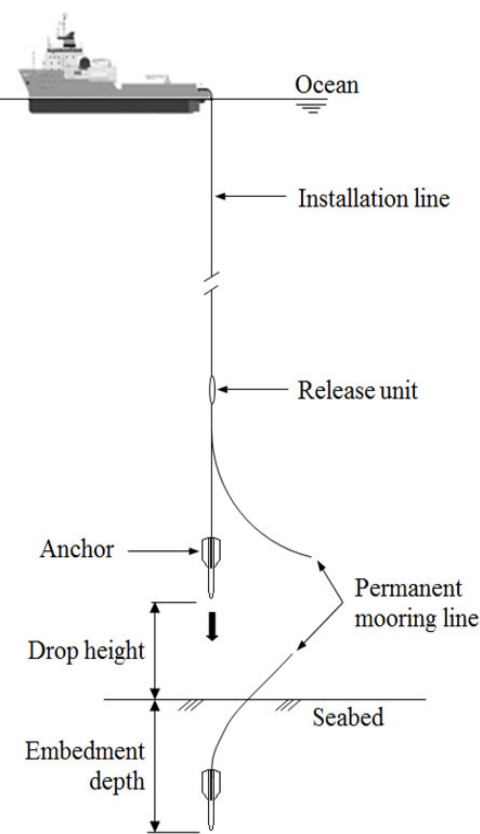 Ocean
Installation line
Release unit
Anchor
Permanent
mooring line
Drop height
Seabed
Embedment
depth